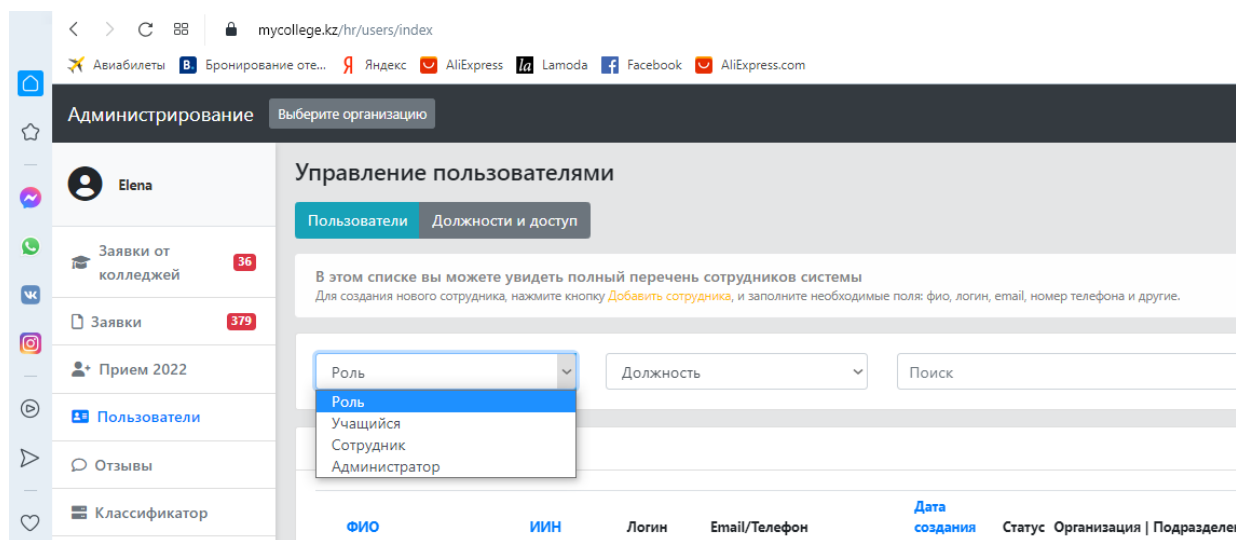 mycollege.kz/hr/users/index
Авиабилеты B. Бронирование оте... Я Яндекс AliExpress la Lamoda f Facebook AliExpress.com
Администрирование Выберите организацию
Elena
Управление пользователями
Пользователи Должности и доступ
Заявки от колледжей 36
В этом списке вы можете увидеть полный перечень сотрудников системы
Для создания нового сотрудника, нажмите кнопку Добавить сотрудника, и заполните необходимые поля: фио, логин, email, номер телефона и другие.
Заявки 379
Прием 2022
Роль Должность Поиск
Роль
Учащийся
Сотрудник
Администратор
Пользователи
Отзывы
Классификатор
ФИО ИИН Логин Email/Телефон Дата создания Статус Организация | Подразделе